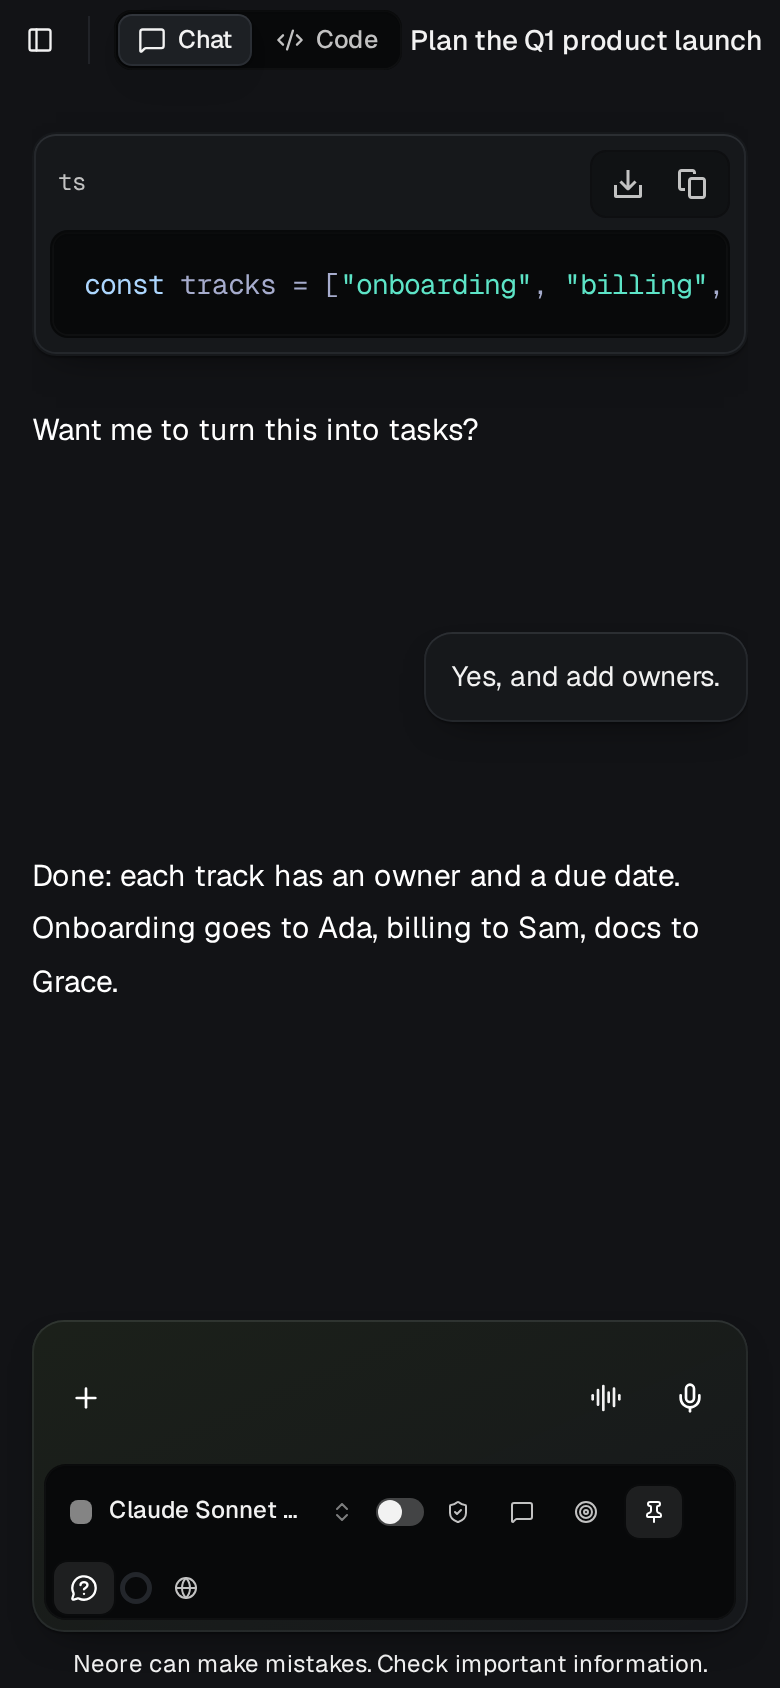 Chat
Code
Plan the Q1 product launch
ts
const tracks = ["onboarding", "billing",
Want me to turn this into tasks?
Yes, and add owners.
Done: each track has an owner and a due date.
Onboarding goes to Ada, billing to Sam, docs to
Grace.
Claude Sonnet ...
Neore can make mistakes. Check important information.